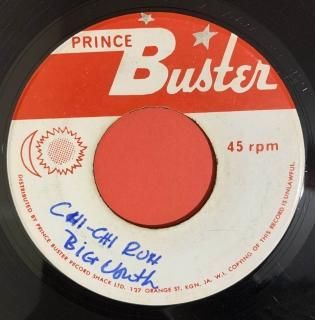 PRINCE
Buster
45 rpm
CHI-CHI RUN
Big Youth
DISTRIBUTED BY PRINCE BUSTER RECORD SHACK LTD. 127 ORANGE ST. KGN, JA, W.I. COPYING OF THIS RECORD IS UNLAWFUL.